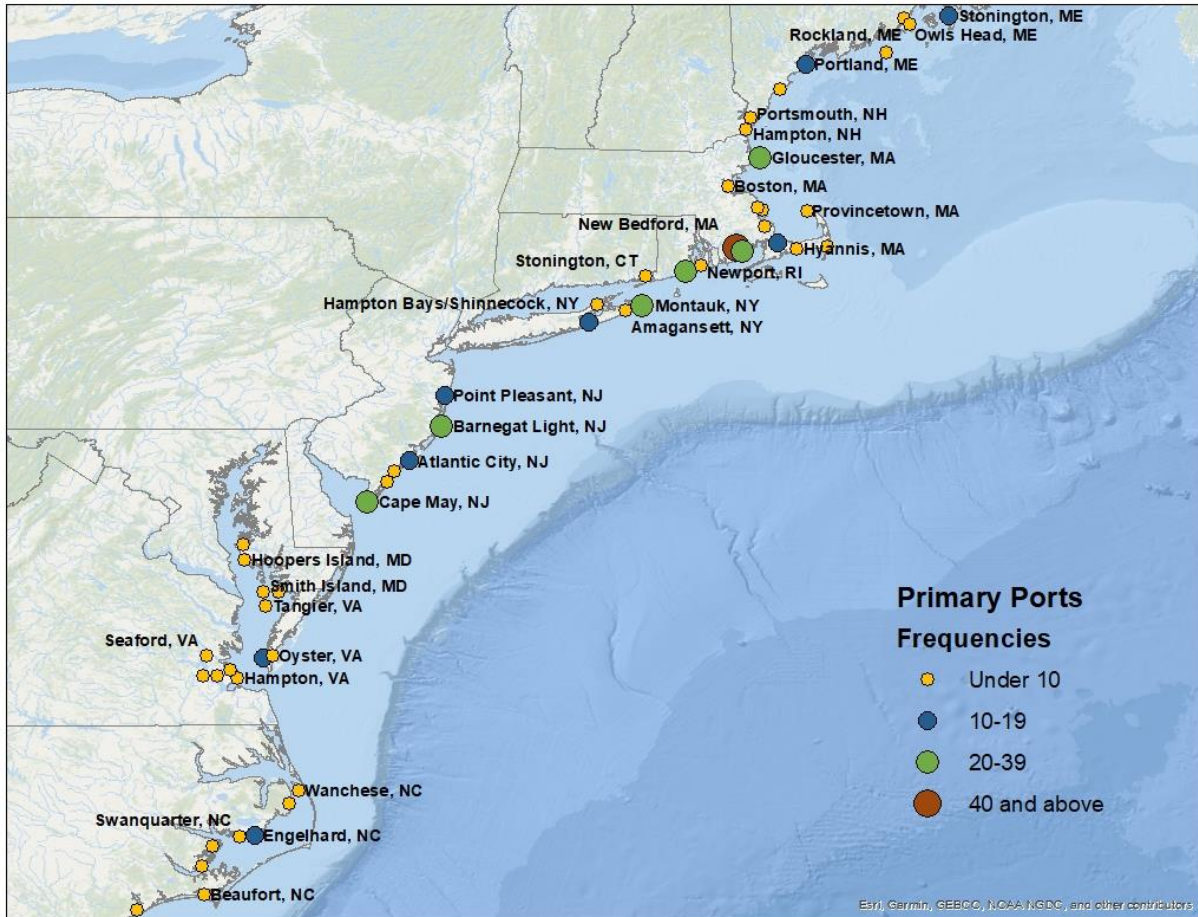 Stonington, ME
Rockland, ME
Owls Head, ME
Portland, ME
Portsmouth, NH
Hampton, NH
Gloucester, MA
Boston, MA
Provincetown, MA
New Bedford, MA
Hyannis, MA
Stonington, CT
Newport, RI
Hampton Bays/Shinnecock, NY
Montauk, NY
Amagansett, NY
Point Pleasant, NJ
Barnegat Light, NJ
Atlantic City, NJ
Cape May, NJ
Hoopers Island, MD
Smith Island, MD
Tangier, VA
Seaford, VA
Oyster, VA
Hampton, VA
Wanchese, NC
Swanquarter, NC
Engelhard, NC
Beaufort, NC
Primary Ports
Frequencies
Under 10
10-19
20-39
40 and above
Esri, Garmin, GEBCO, NOAA NGDC, and other contributors